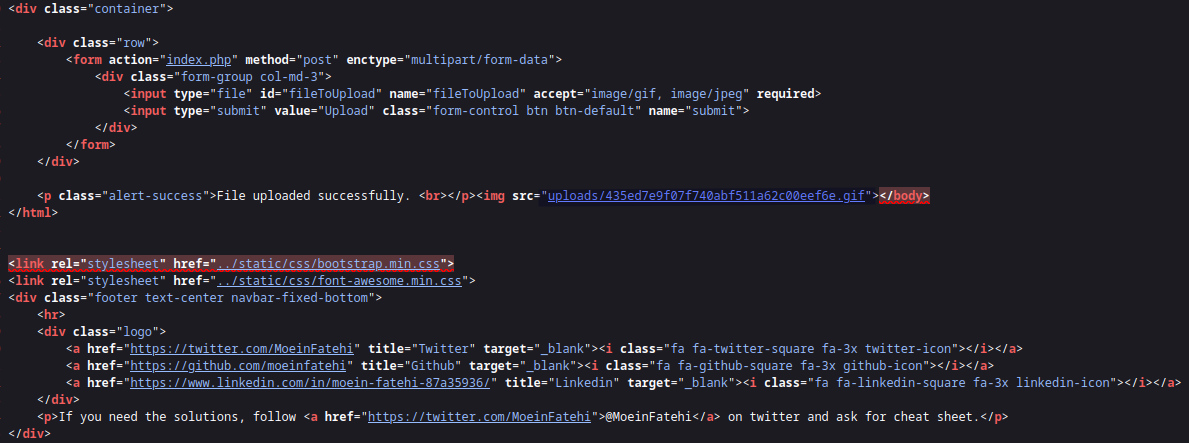 <div class="container">
<div class="row">
<form action="index.php" method="post" enctype="multipart/form-data">
<div class="form-group col-md-3">
<input type="file" id="fileToUpload" name="fileToUpload" accept="image/gif, image/jpeg" required>
<input type="submit" value="Upload" class="form-control btn btn-default" name="submit">
</div>
</form>
</div>
<p class="alert-success">File uploaded successfully. <br></p><img src="uploads/435ed7e9f07f740abf511a62c00eef6e.gif"></body>
</html>
<link rel="stylesheet" href="../static/css/bootstrap.min.css">
<link rel="stylesheet" href="../static/css/font-awesome.min.css">
<div class="footer text-center navbar-fixed-bottom">
<hr>
<div class="logo">
<a href="https://twitter.com/MoeinFatehi" title="Twitter" target="_blank"><i class="fa fa-twitter-square fa-3x twitter-icon"></i></a>
<a href="https://github.com/moeinfatehi" title="Github" target="_blank"><i class="fa fa-github-square fa-3x github-icon"></i></a>
<a href="https://www.linkedin.com/in/moein-fatehi-87a35936/" title="Linkedin" target="_blank"><i class="fa fa-linkedin-square fa-3x linkedin-icon"></i></a>
</div>
<p>If you need the solutions, follow <a href="https://twitter.com/MoeinFatehi">@MoeinFatehi</a> on twitter and ask for cheat sheet.</p>
</div>